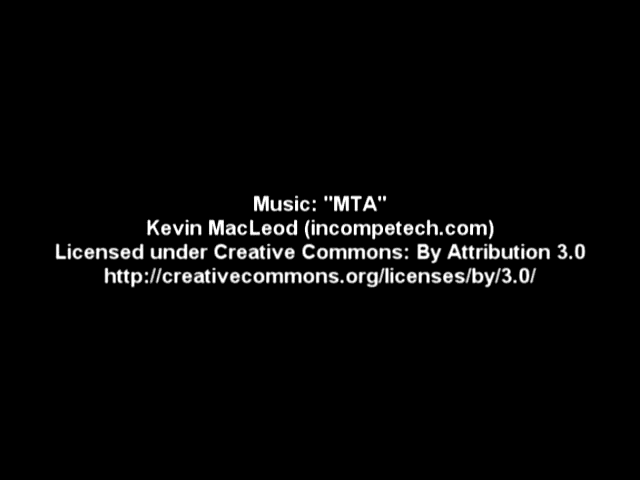 Music: "MTA"
Kevin MacLeod (incompetech.com)
Licensed under Creative Commons: By Attribution 3.0
http://creativecommons.org/licenses/by/3.0/